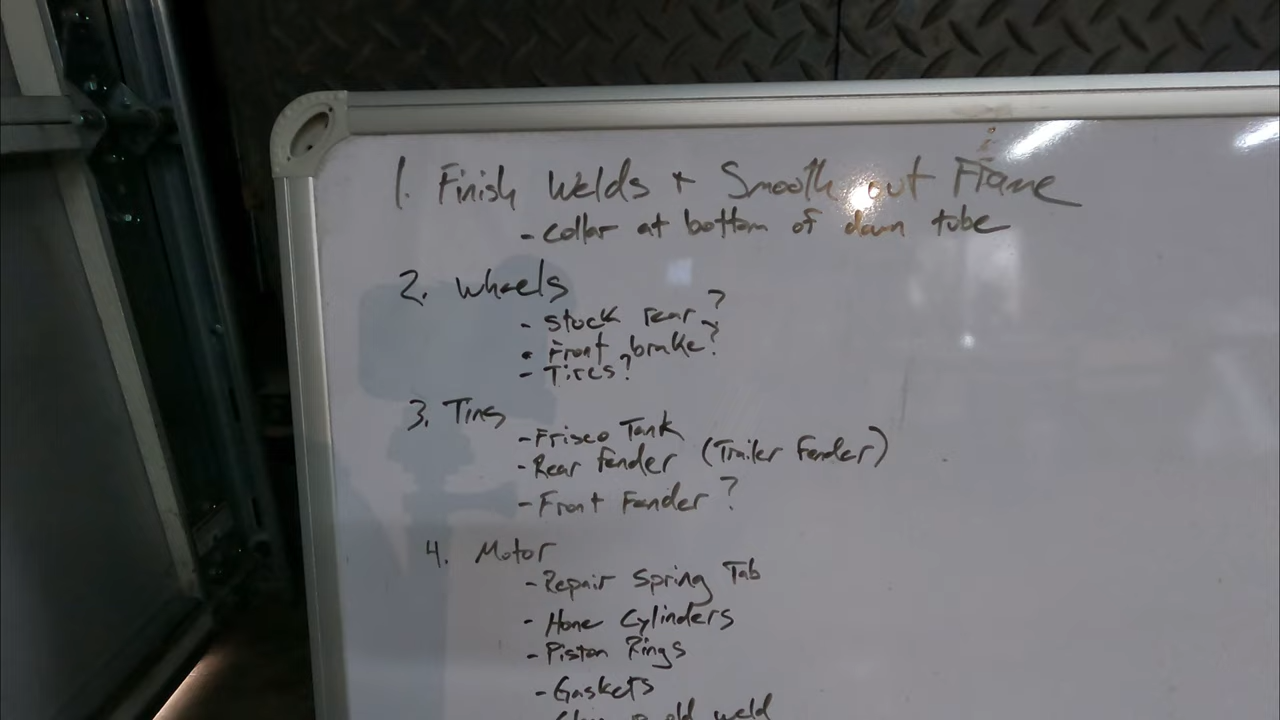 1. Finish Welds + Smooth out Frame
- Collar at bottom of down tube
2. Wheels
- Stock rear?
- Front brake?
- Tires?
3. Tins
- Frisco Tank
- Rear Fender (Trailer Fender)
- Front Fender?
4. Motor
- Repair Spring Tab
- Hone Cylinders
- Piston Rings
- Gaskets
old weld